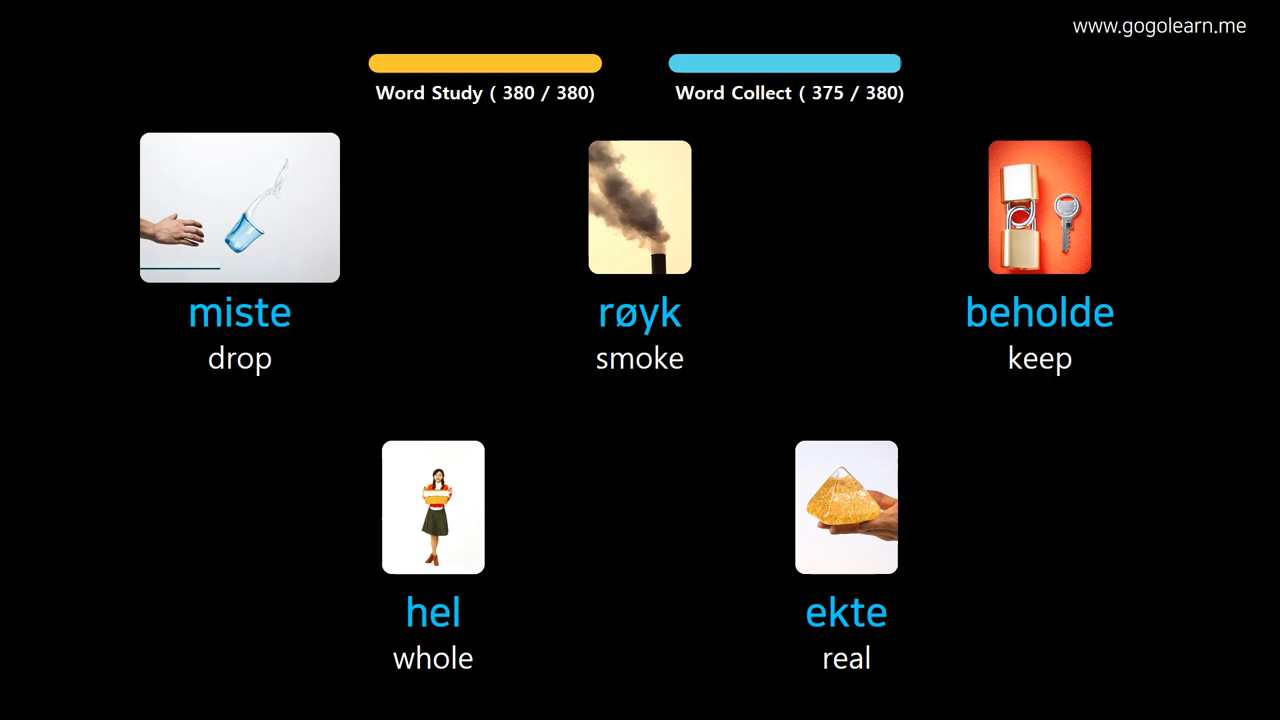 www.gogolearn.me
Word Study ( 380 / 380)
Word Collect ( 375 / 380)
miste
drop
røyk
smoke
beholde
keep
hel
whole
ekte
real